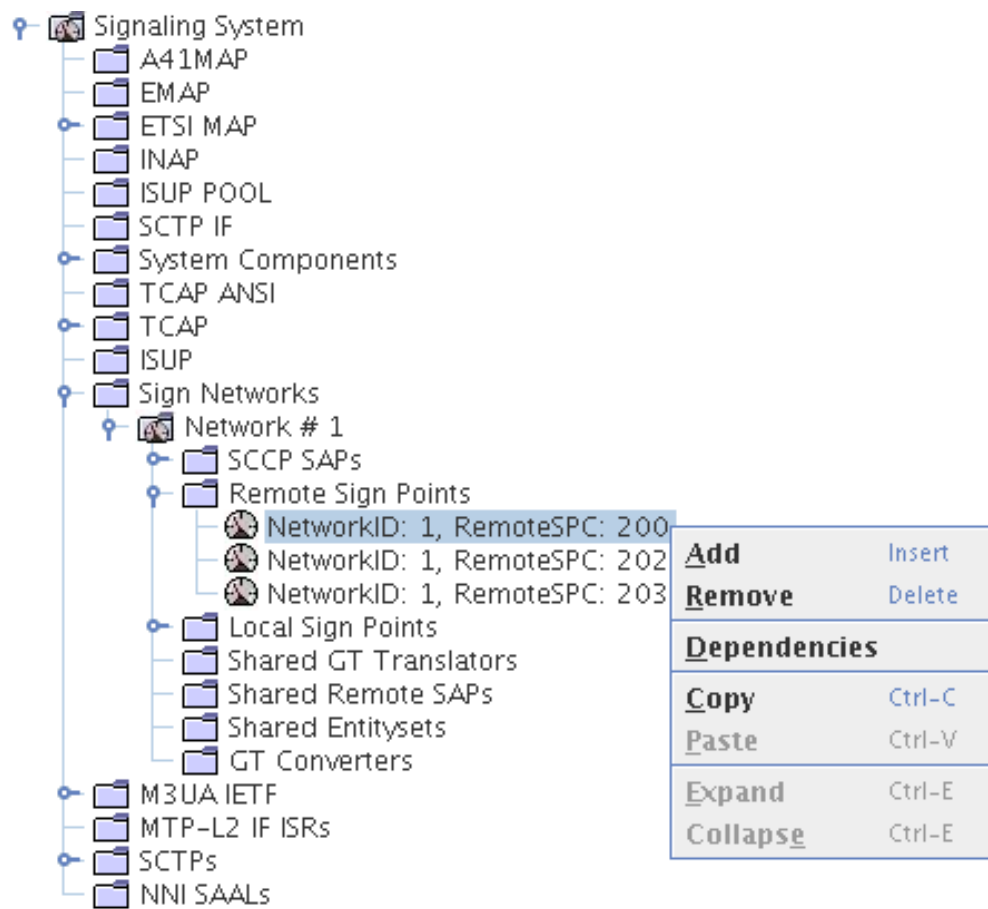 Signaling System
A41MAP
EMAP
ETSI MAP
INAP
ISUP POOL
SCTP IF
System Components
TCAP ANSI
TCAP
ISUP
Sign Networks
Network # 1
SCCP SAPs
Remote Sign Points
NetworkID: 1, RemoteSPC: 200
NetworkID: 1, RemoteSPC: 202
NetworkID: 1, RemoteSPC: 203
Local Sign Points
Shared GT Translators
Shared Remote SAPs
Shared Entitysets
GT Converters
M3UA IETF
MTP-L2 IF ISRs
SCTPs
NNI SAALs
Add Insert
Remove Delete
Dependencies
Copy Ctrl-C
Paste Ctrl-V
Expand Ctrl-E
Collapse Ctrl-E